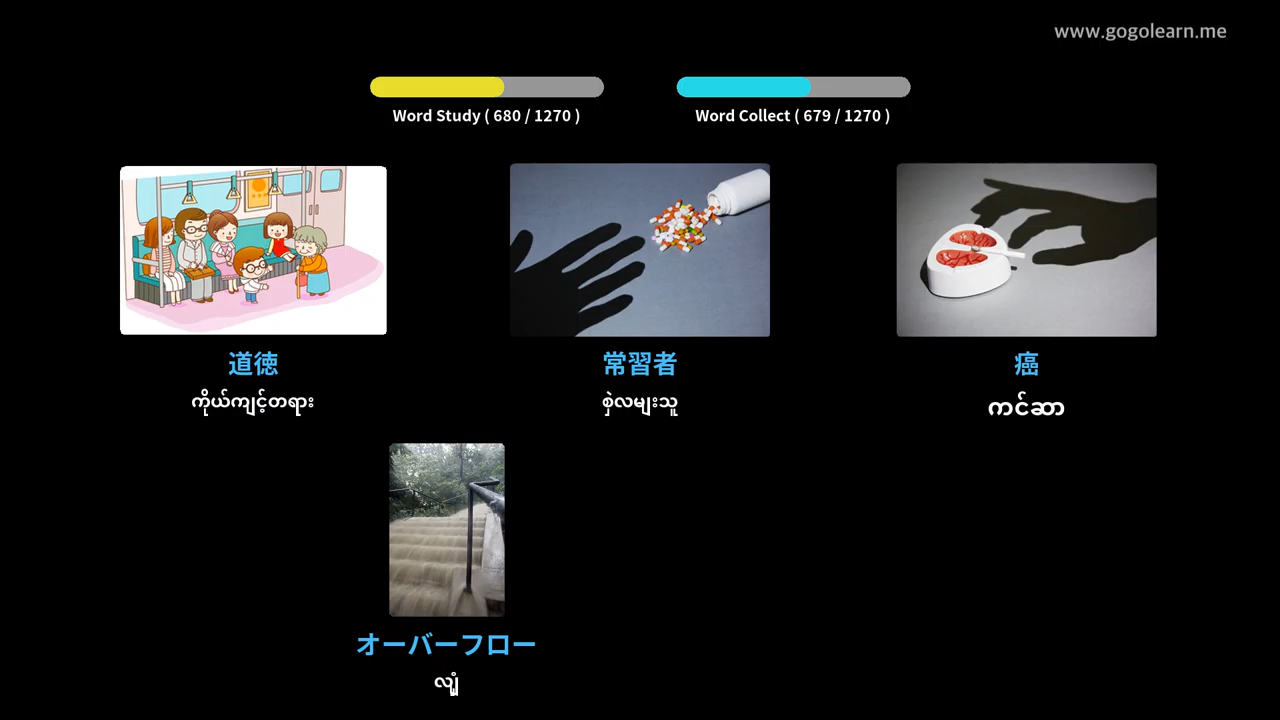 www.gogolearn.me
Word Study ( 680 / 1270 )
Word Collect ( 679 / 1270 )
道徳
常習者
癌
ကိုယ်ကျင့်တရား
စွဲလမျးသူ
ကင်ဆာ
オーバーフロー
လျှံ